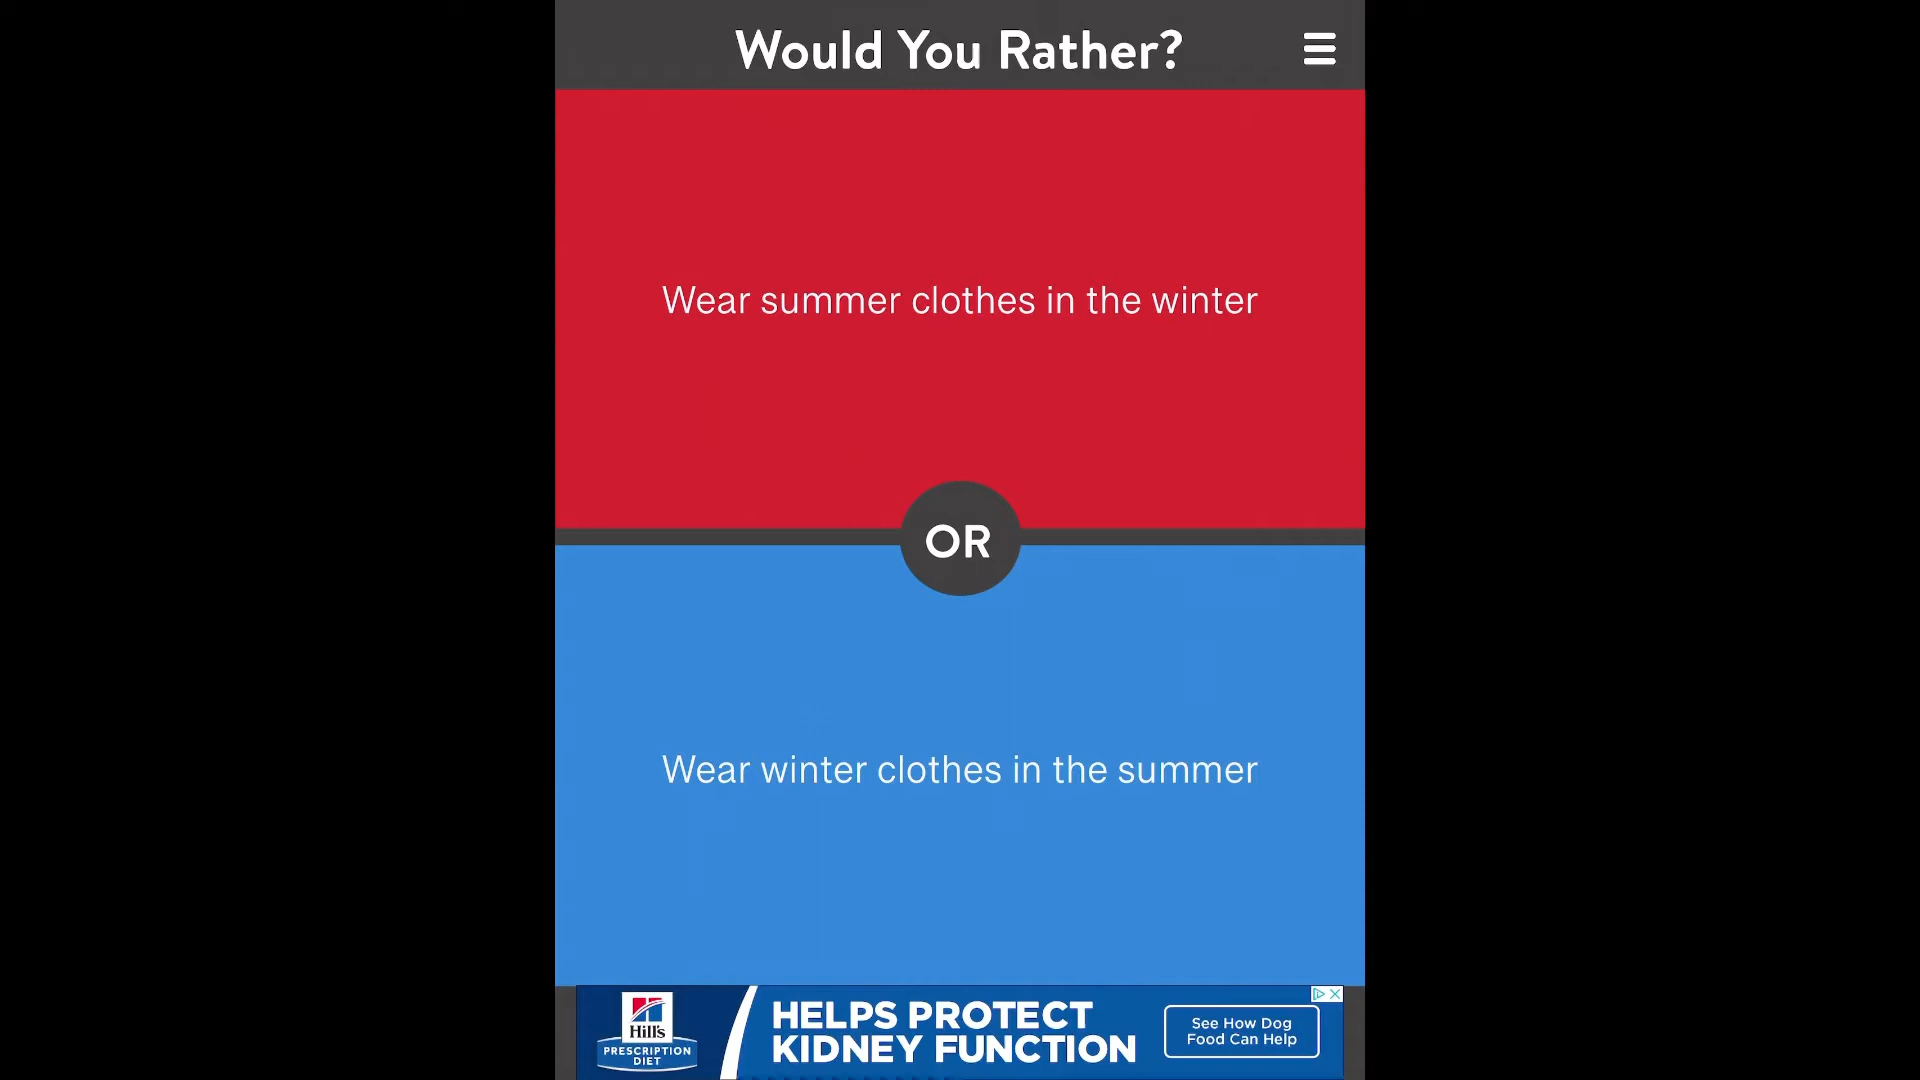 Would You Rather?
Wear summer clothes in the winter
OR
Wear winter clothes in the summer
Hill's
PRESCRIPTION
DIET
HELPS PROTECT
KIDNEY FUNCTION
See How Dog
Food Can Help